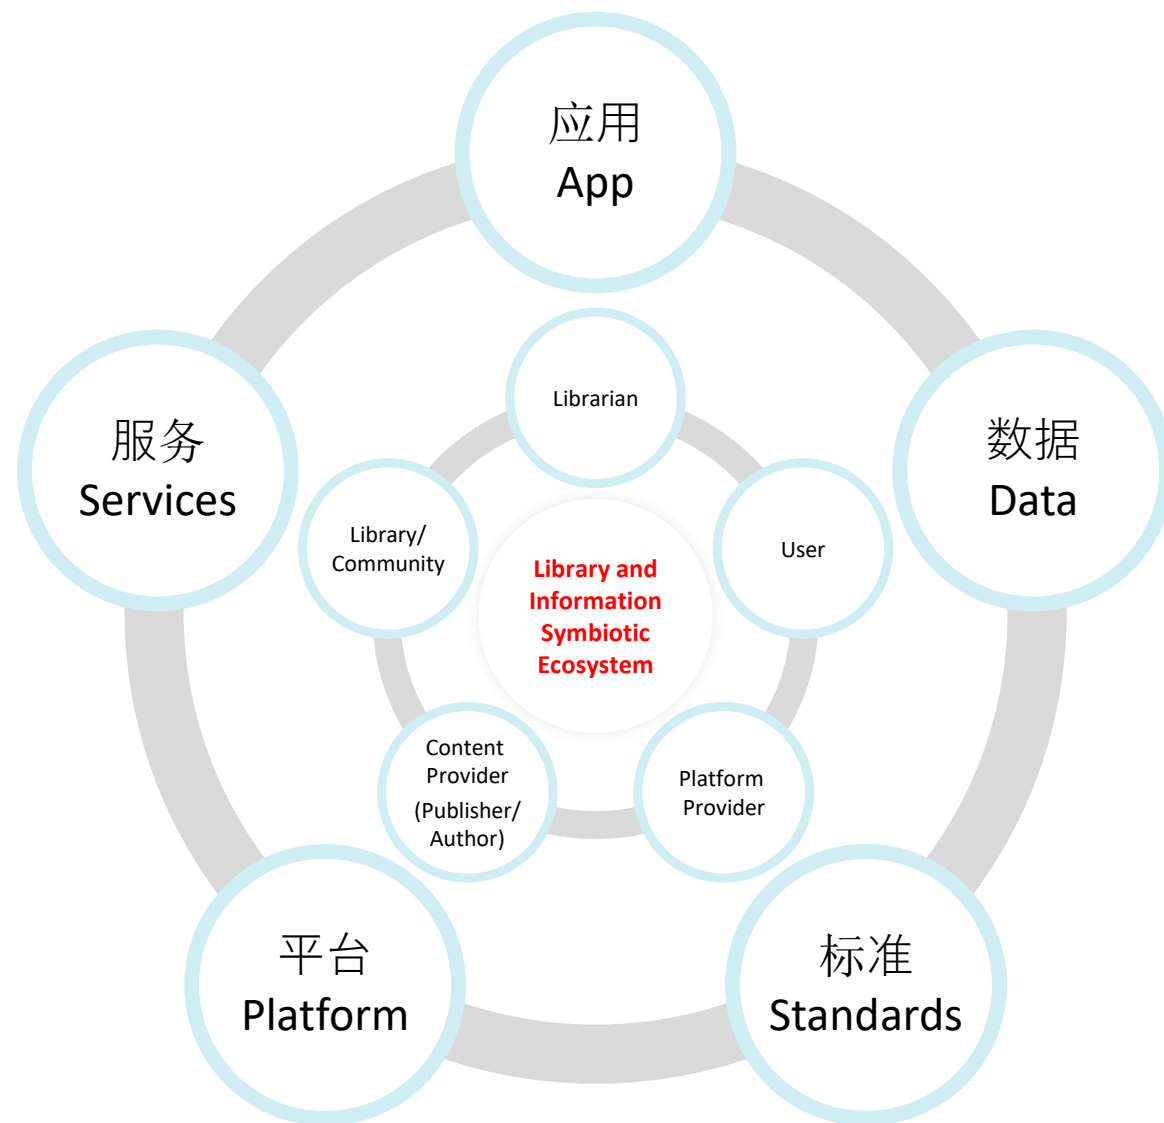 应用
App
服务
Services
数据
Data
Librarian
Library/
Community
User
Library and
Information
Symbiotic
Ecosystem
Content
Provider
(Publisher/
Author)
Platform
Provider
平台
Platform
标准
Standards